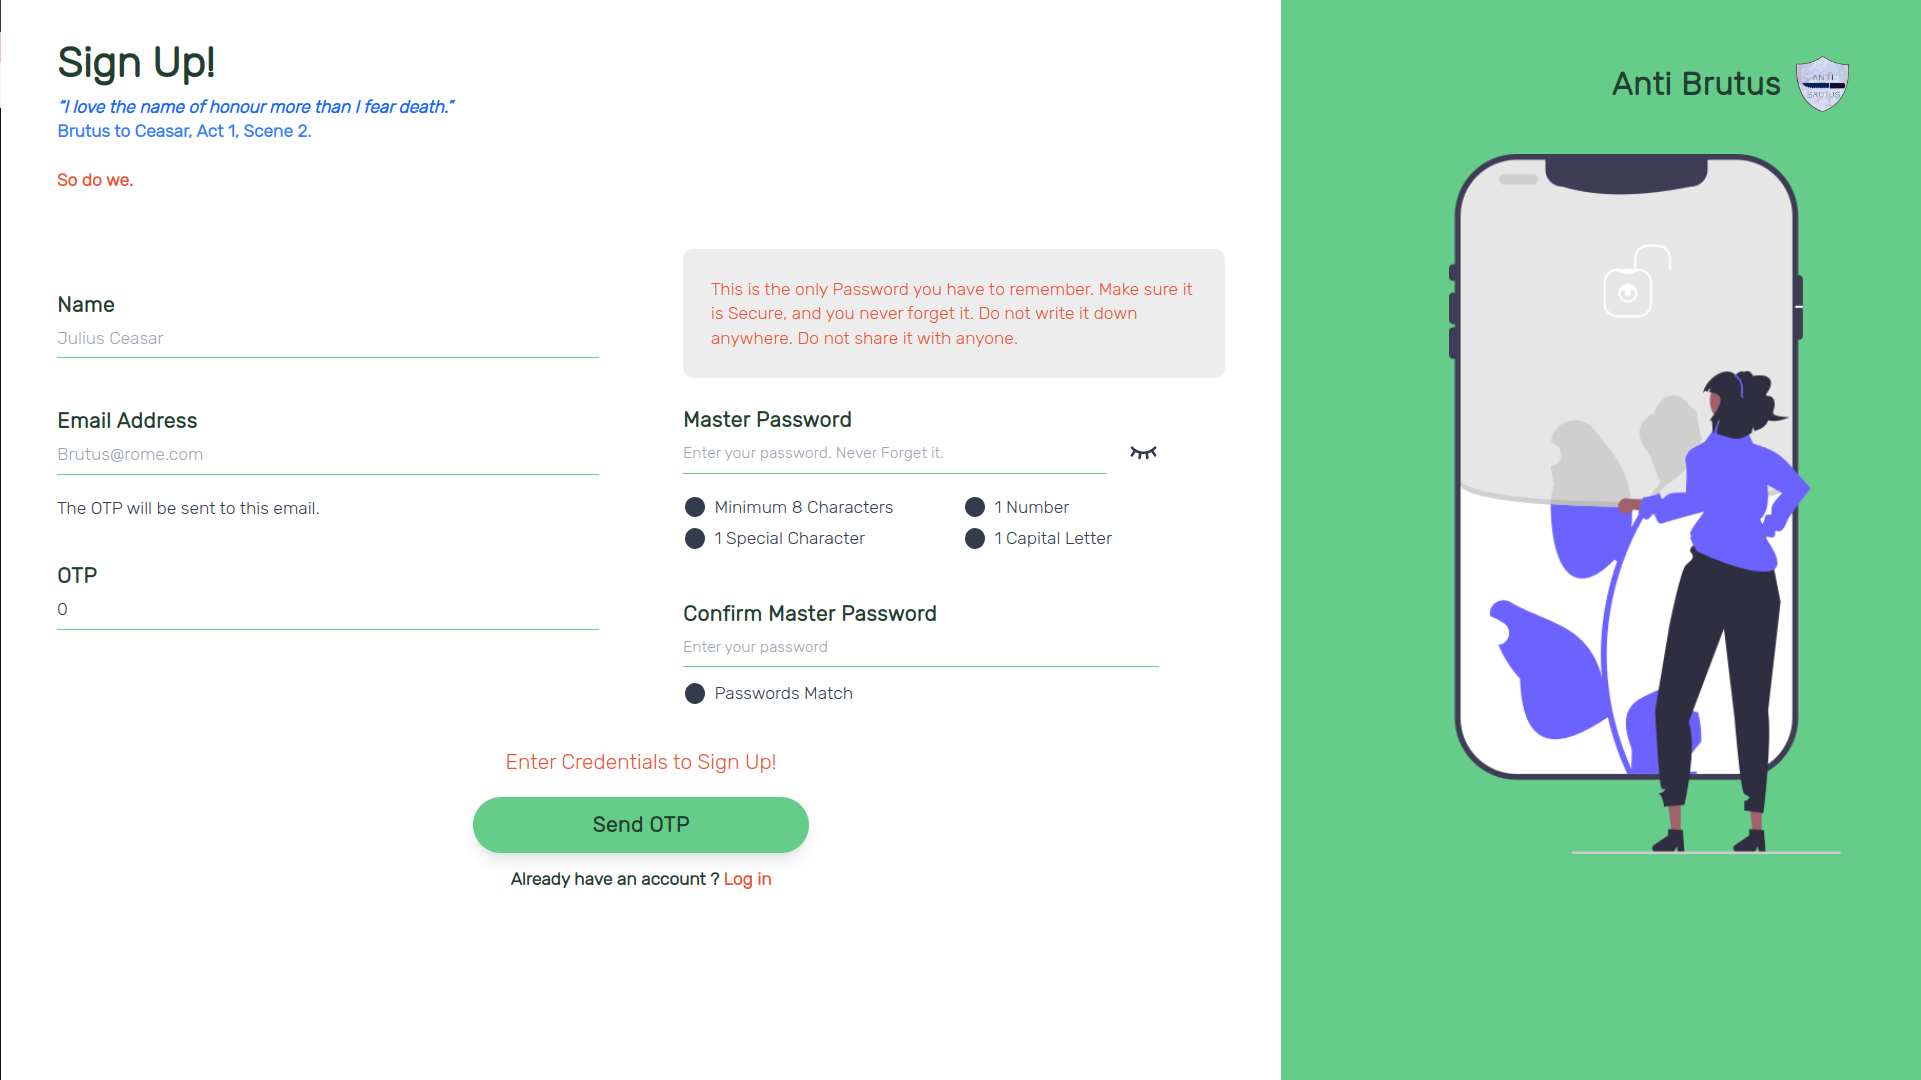 Sign Up!
“I love the name of honour more than I fear death.”
Brutus to Ceasar, Act 1, Scene 2.
So do we.
Name
Julius Ceasar
Email Address
Brutus@rome.com
The OTP will be sent to this email.
OTP
0
This is the only Password you have to remember. Make sure it
is Secure, and you never forget it. Do not write it down
anywhere. Do not share it with anyone.
Master Password
Enter your password. Never Forget it.
Minimum 8 Characters
1 Number
1 Special Character
1 Capital Letter
Confirm Master Password
Enter your password
Passwords Match
Enter Credentials to Sign Up!
Send OTP
Already have an account ? Log in
Anti Brutus
ANTI
BRUTUS